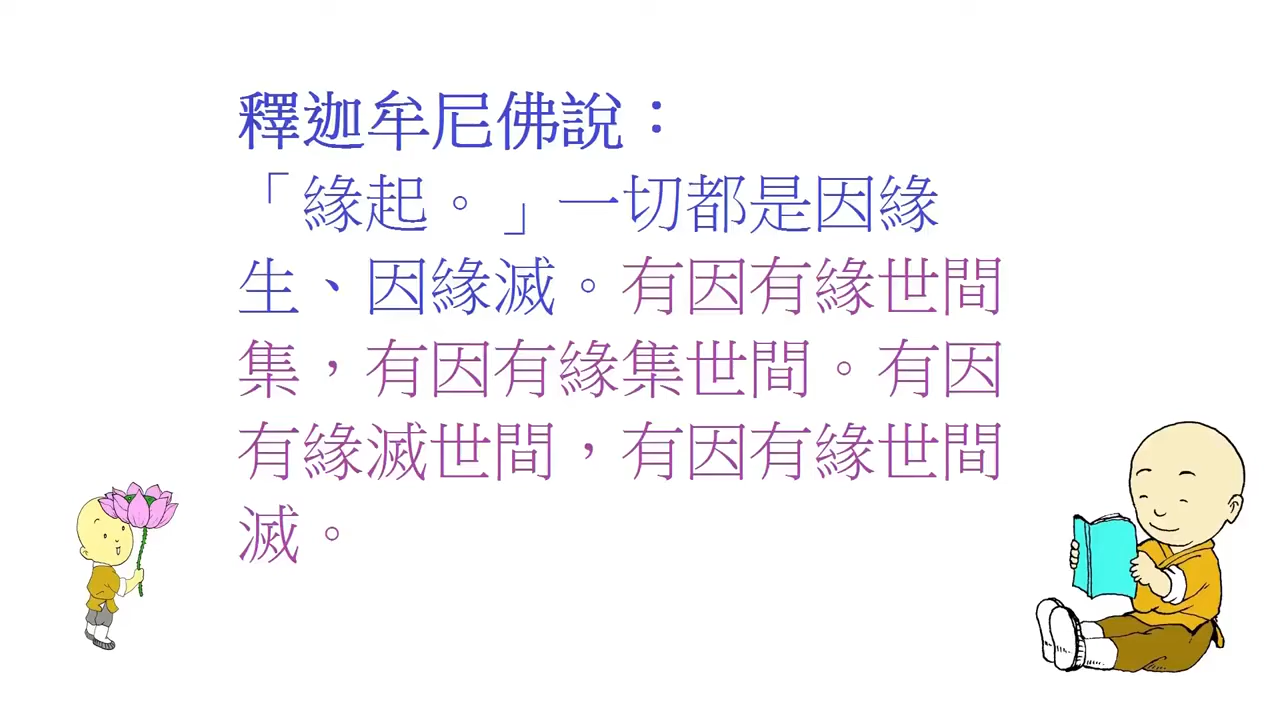 釋迦牟尼佛說：
「緣起。」一切都是因緣
生、因緣滅。有因有緣世間
集，有因有緣集世間。有因
有緣滅世間，有因有緣世間
滅。